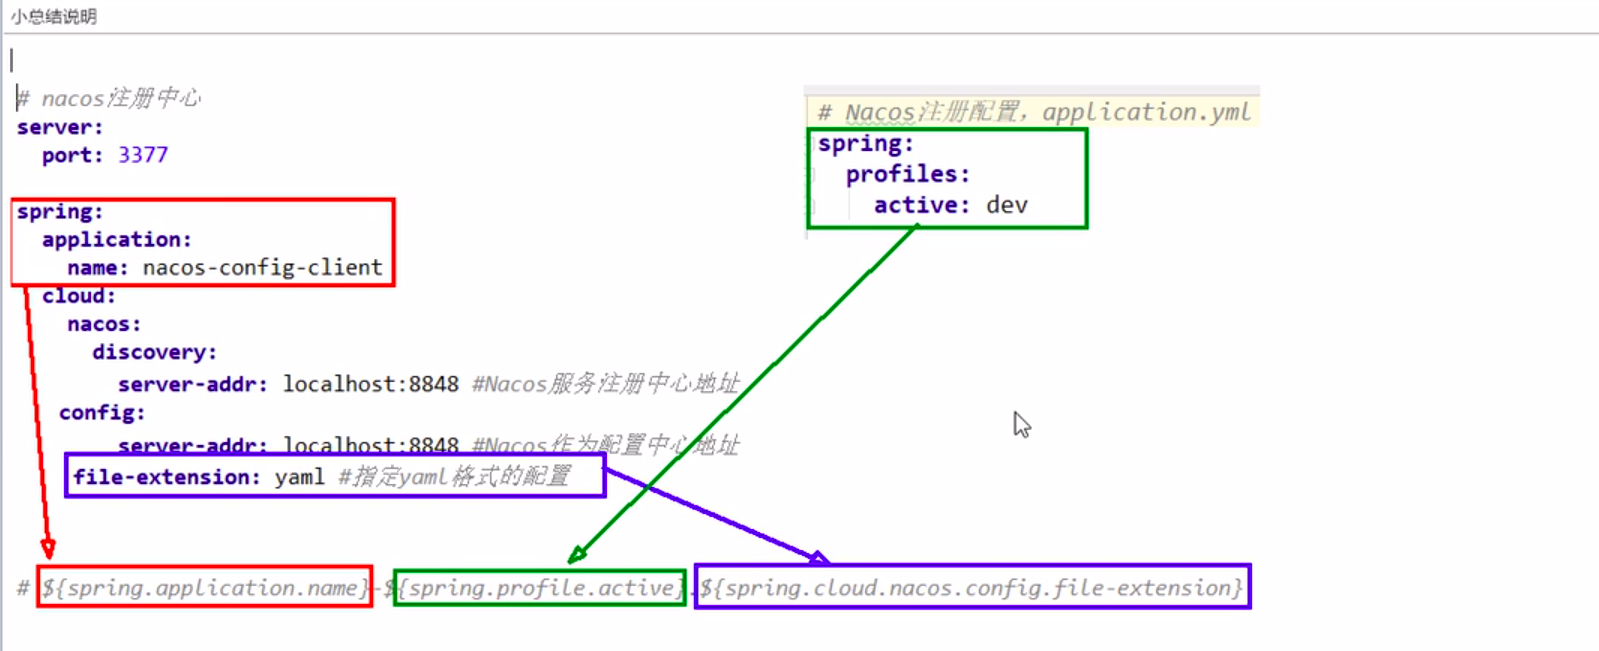 小总结说明
# nacos注册中心
server:
port: 3377
spring:
application:
name: nacos-config-client
cloud:
nacos:
discovery:
server-addr: localhost:8848 #Nacos服务注册中心地址
config:
server-addr: localhost:8848 #Nacos作为配置中心地址
file-extension: yaml #指定yaml格式的配置
# ${spring.application.name}-${spring.profile.active}.${spring.cloud.nacos.config.file-extension}
# Nacos注册配置，application.yml
spring:
profiles:
active: dev